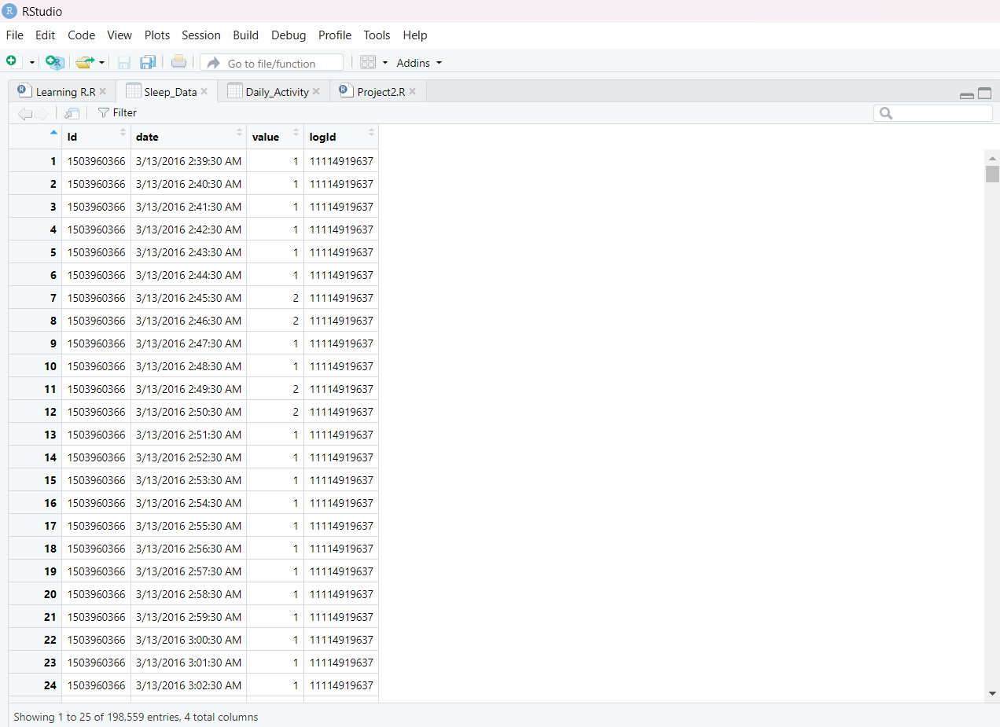 RStudio
File Edit Code View Plots Session Build Debug Profile Tools Help
Go to file/function Addins
Learning R.R Sleep_Data Daily_Activity Project2.R
Filter
Id date value logId
1 1503960366 3/13/2016 2:39:30 AM 1 11114919637
2 1503960366 3/13/2016 2:40:30 AM 1 11114919637
3 1503960366 3/13/2016 2:41:30 AM 1 11114919637
4 1503960366 3/13/2016 2:42:30 AM 1 11114919637
5 1503960366 3/13/2016 2:43:30 AM 1 11114919637
6 1503960366 3/13/2016 2:44:30 AM 1 11114919637
7 1503960366 3/13/2016 2:45:30 AM 2 11114919637
8 1503960366 3/13/2016 2:46:30 AM 2 11114919637
9 1503960366 3/13/2016 2:47:30 AM 1 11114919637
10 1503960366 3/13/2016 2:48:30 AM 1 11114919637
11 1503960366 3/13/2016 2:49:30 AM 2 11114919637
12 1503960366 3/13/2016 2:50:30 AM 2 11114919637
13 1503960366 3/13/2016 2:51:30 AM 1 11114919637
14 1503960366 3/13/2016 2:52:30 AM 1 11114919637
15 1503960366 3/13/2016 2:53:30 AM 1 11114919637
16 1503960366 3/13/2016 2:54:30 AM 1 11114919637
17 1503960366 3/13/2016 2:55:30 AM 1 11114919637
18 1503960366 3/13/2016 2:56:30 AM 1 11114919637
19 1503960366 3/13/2016 2:57:30 AM 1 11114919637
20 1503960366 3/13/2016 2:58:30 AM 1 11114919637
21 1503960366 3/13/2016 2:59:30 AM 1 11114919637
22 1503960366 3/13/2016 3:00:30 AM 1 11114919637
23 1503960366 3/13/2016 3:01:30 AM 1 11114919637
24 1503960366 3/13/2016 3:02:30 AM 1 11114919637
Showing 1 to 25 of 198,559 entries, 4 total columns